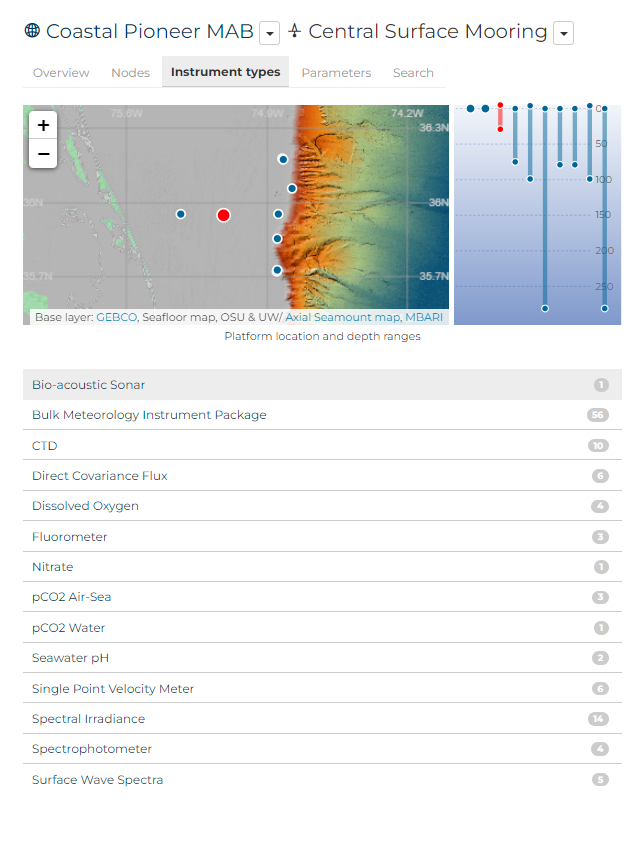 Coastal Pioneer MAB Central Surface Mooring
Overview Nodes Instrument types Parameters Search
+
−
75.6W 74.9W 74.2W
36.3N
36N 36N
35.7N 35.7N
0
50
100
150
200
250
Base layer: GEBCO, Seafloor map, OSU & UW/ Axial Seamount map, MBARI
Platform location and depth ranges
Bio-acoustic Sonar 1
Bulk Meteorology Instrument Package 56
CTD 10
Direct Covariance Flux 6
Dissolved Oxygen 4
Fluorometer 3
Nitrate 1
pCO2 Air-Sea 3
pCO2 Water 1
Seawater pH 2
Single Point Velocity Meter 6
Spectral Irradiance 14
Spectrophotometer 4
Surface Wave Spectra 5